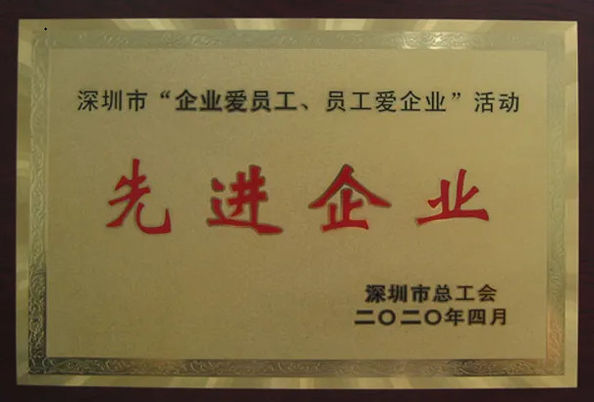 深圳市“企业爱员工、员工爱企业”活动
先进企业
深圳市总工会
二〇二〇年四月